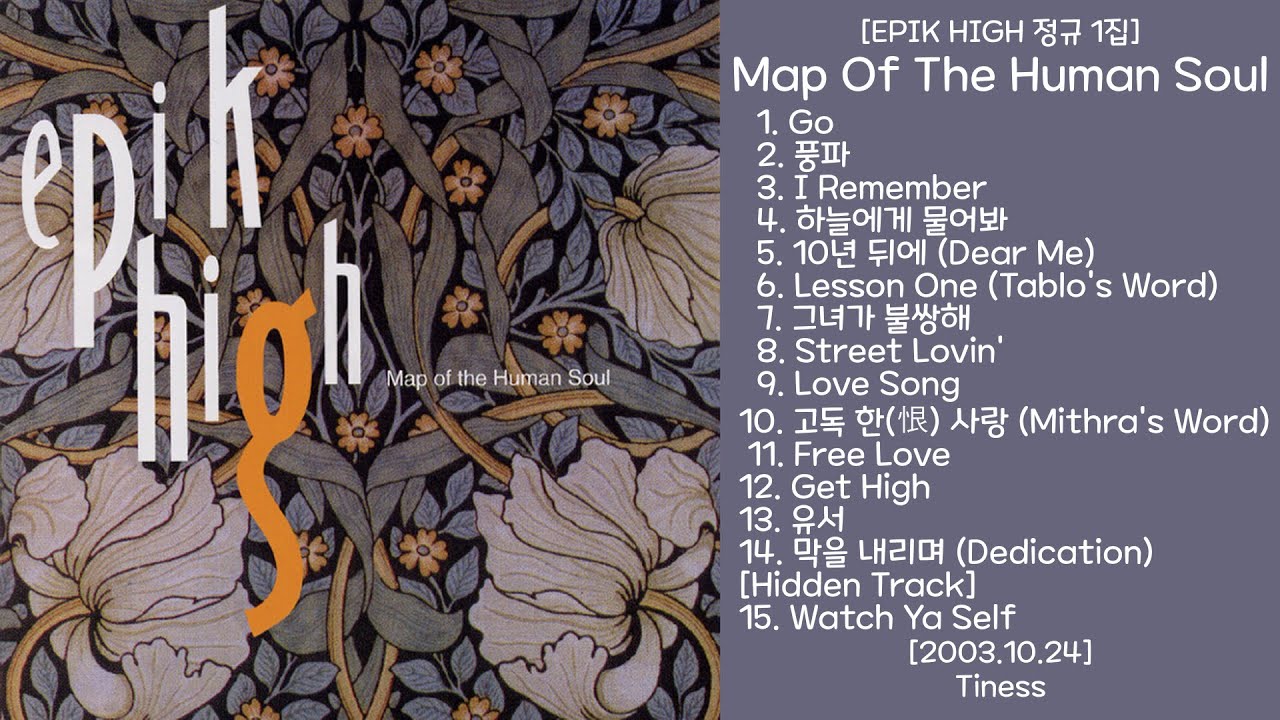 epik
high
Map of the Human Soul
[EPIK HIGH 정규 1집]
Map Of The Human Soul
1. Go
2. 풍파
3. I Remember
4. 하늘에게 물어봐
5. 10년 뒤에 (Dear Me)
6. Lesson One (Tablo's Word)
7. 그녀가 불쌍해
8. Street Lovin'
9. Love Song
10. 고독 한(恨) 사랑 (Mithra's Word)
11. Free Love
12. Get High
13. 유서
14. 막을 내리며 (Dedication)
[Hidden Track]
15. Watch Ya Self
[2003.10.24]
Tiness